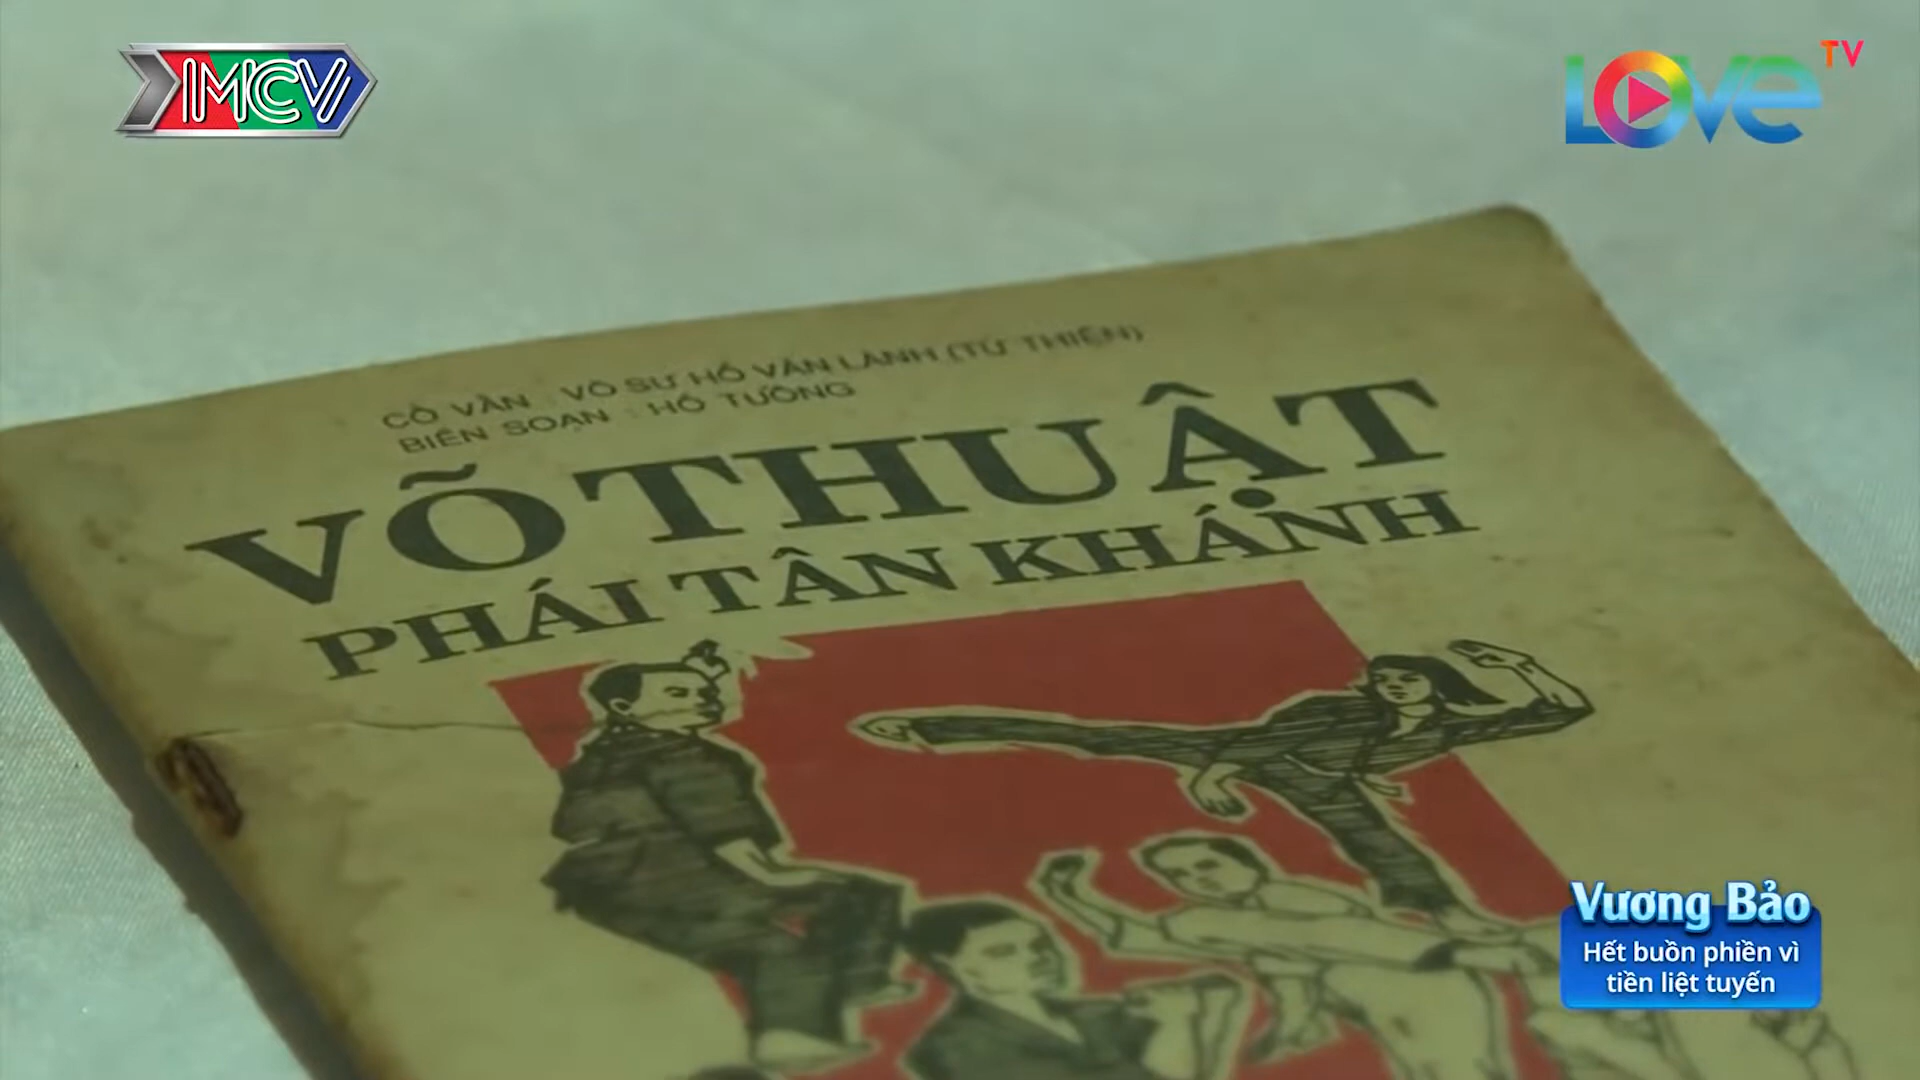 MCV
LOVE TV
CỐ VẤN : VÕ SƯ HỒ VĂN LÀNH (TỪ THIỆN)
BIÊN SOẠN : HỒ TƯỜNG
VÕ THUẬT
PHÁI TÂN KHÁNH
Vương Bảo
Hết buồn phiền vì
tiền liệt tuyến